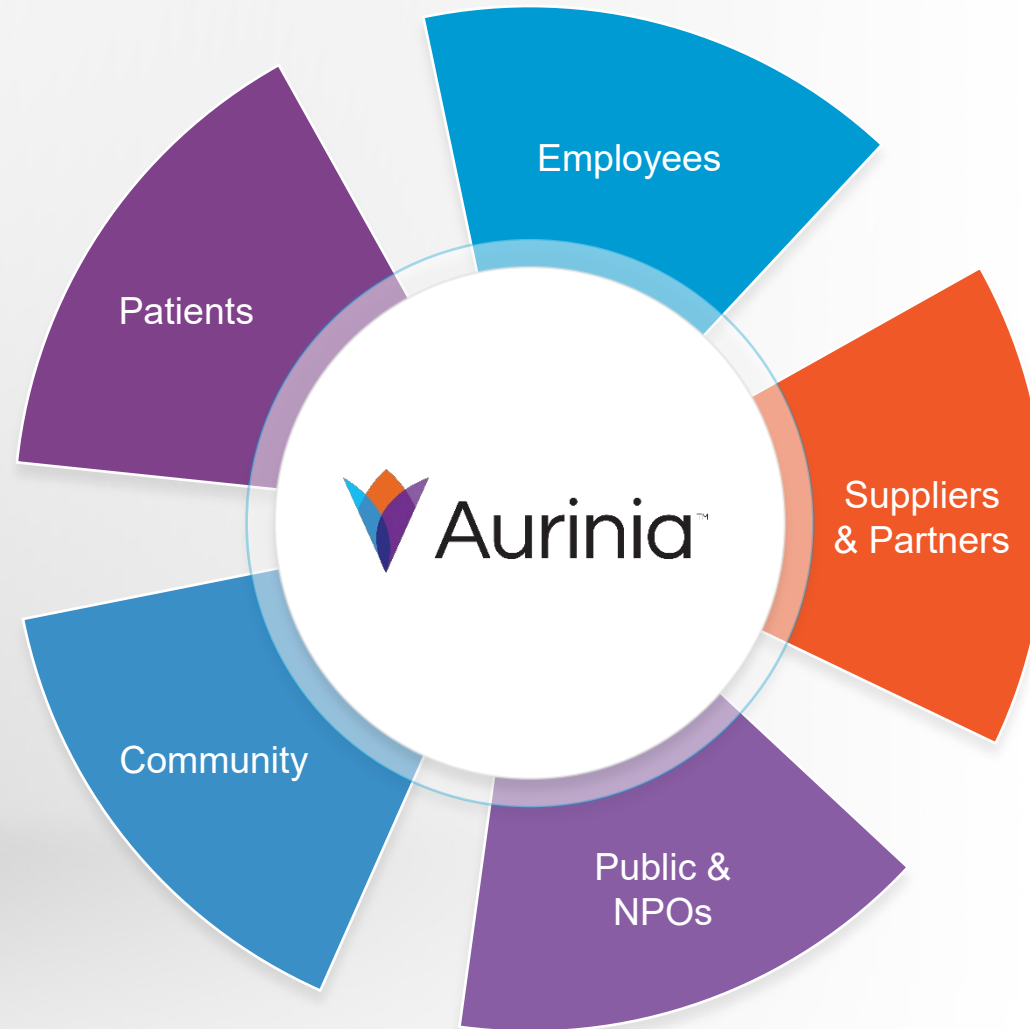 Employees
Patients
Suppliers
& Partners
Aurinia™
Community
Public &
NPOs